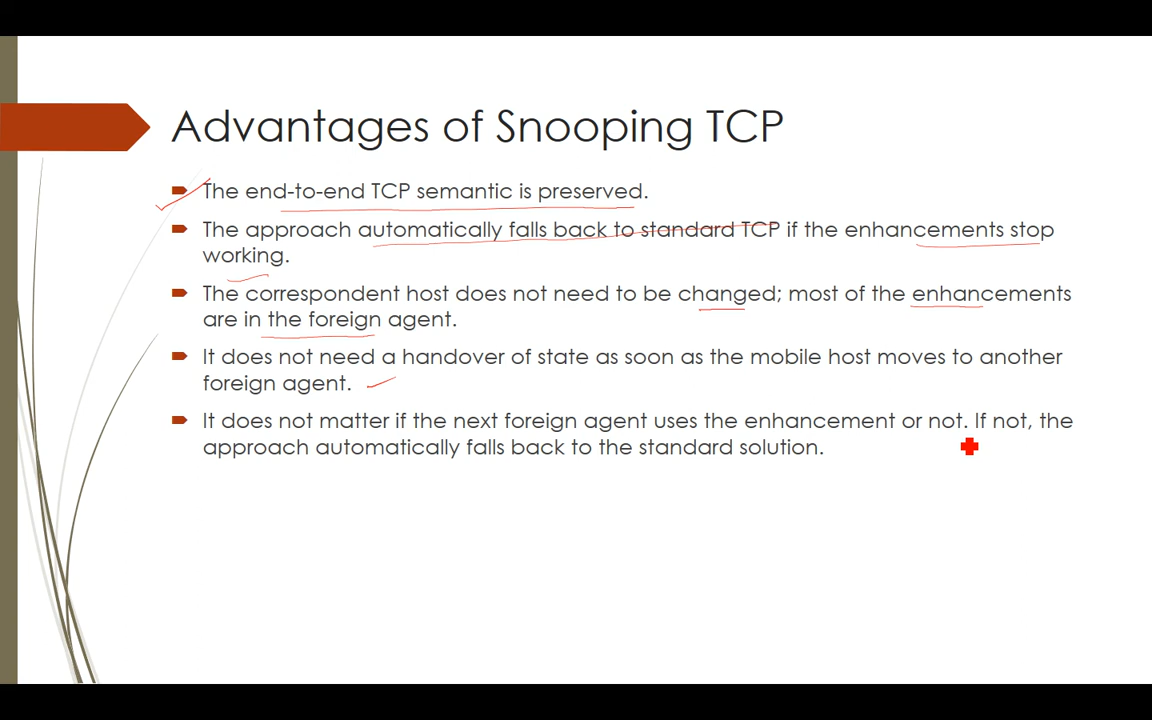 Advantages of Snooping TCP
The end-to-end TCP semantic is preserved.
The approach automatically falls back to standard TCP if the enhancements stop
working.
The correspondent host does not need to be changed; most of the enhancements
are in the foreign agent.
It does not need a handover of state as soon as the mobile host moves to another
foreign agent.
It does not matter if the next foreign agent uses the enhancement or not. If not, the
approach automatically falls back to the standard solution.